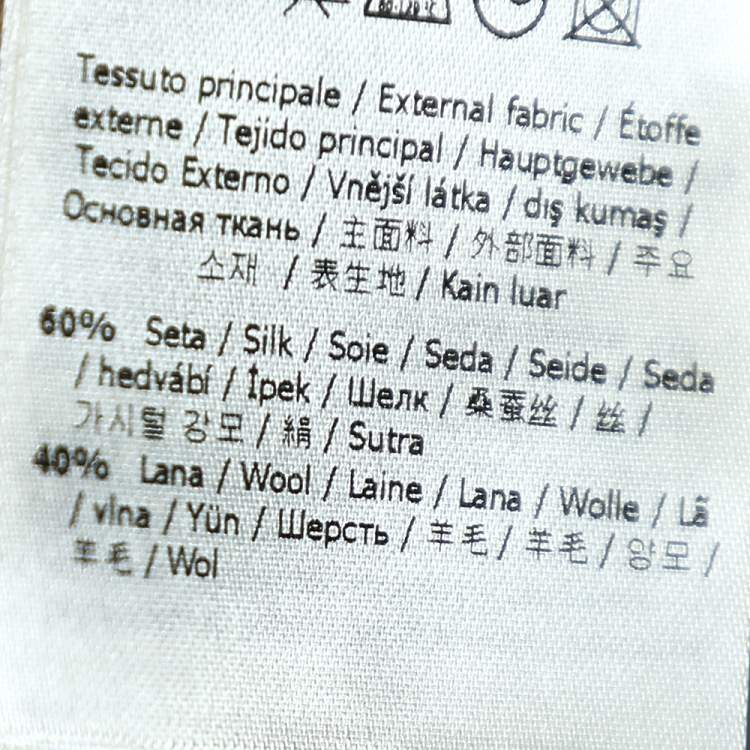 80-120°C
Tessuto principale / External fabric / Étoffe
externe / Tejido principal / Hauptgewebe /
Tecido Externo / Vnější látka / dış kumaş /
Основная ткань / 主面料 / 外部面料 / 주요
소재 / 表生地 / Kain luar
60% Seta / Silk / Soie / Seda / Seide / Seda
/ hedvábí / İpek / Шелк / 桑蚕丝 / 丝 /
가시털 강모 / 絹 / Sutra
40% Lana / Wool / Laine / Lana / Wolle / Lã
/ vlna / Yün / Шерсть / 羊毛 / 羊毛 / 양모 /
羊毛 / Wol